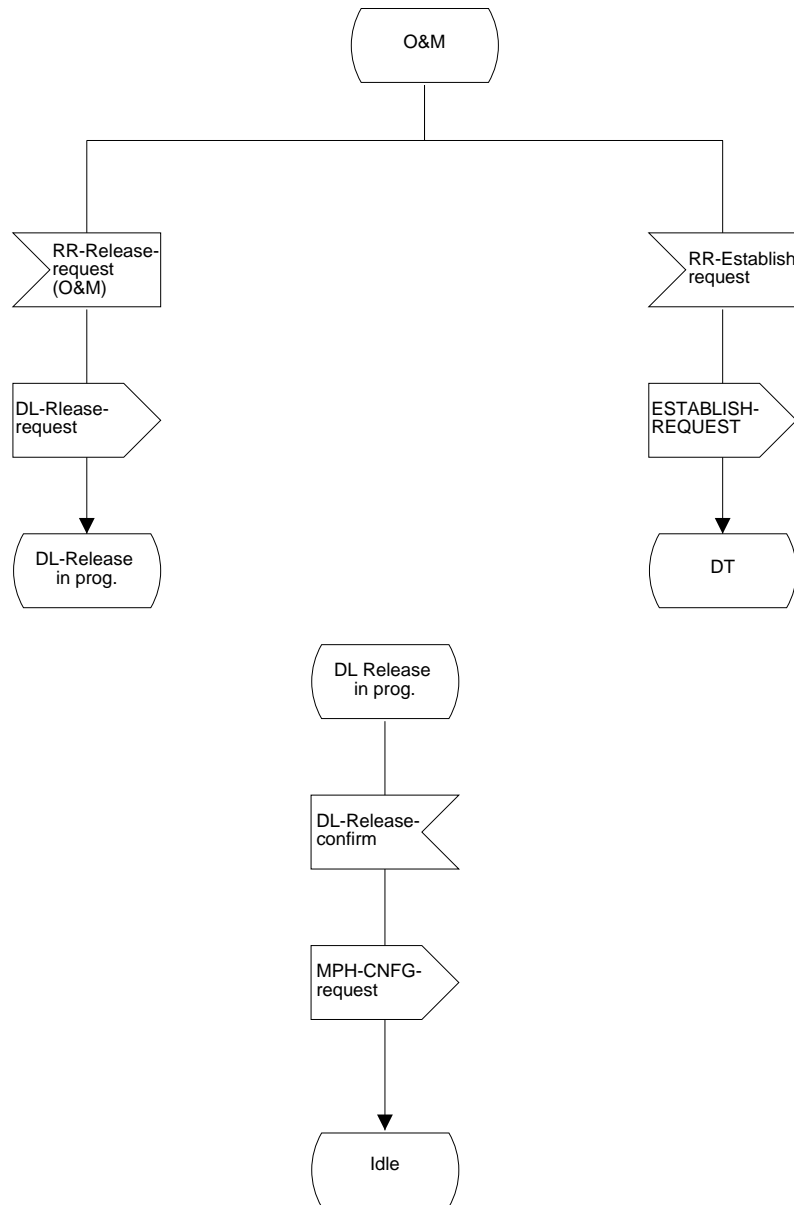 O&M
RR-Release-
request
(O&M)
RR-Establish
request
DL-Rlease-
request
ESTABLISH-
REQUEST
DL-Release
in prog.
DT
DL Release
in prog.
DL-Release-
confirm
MPH-CNFG-
request
Idle